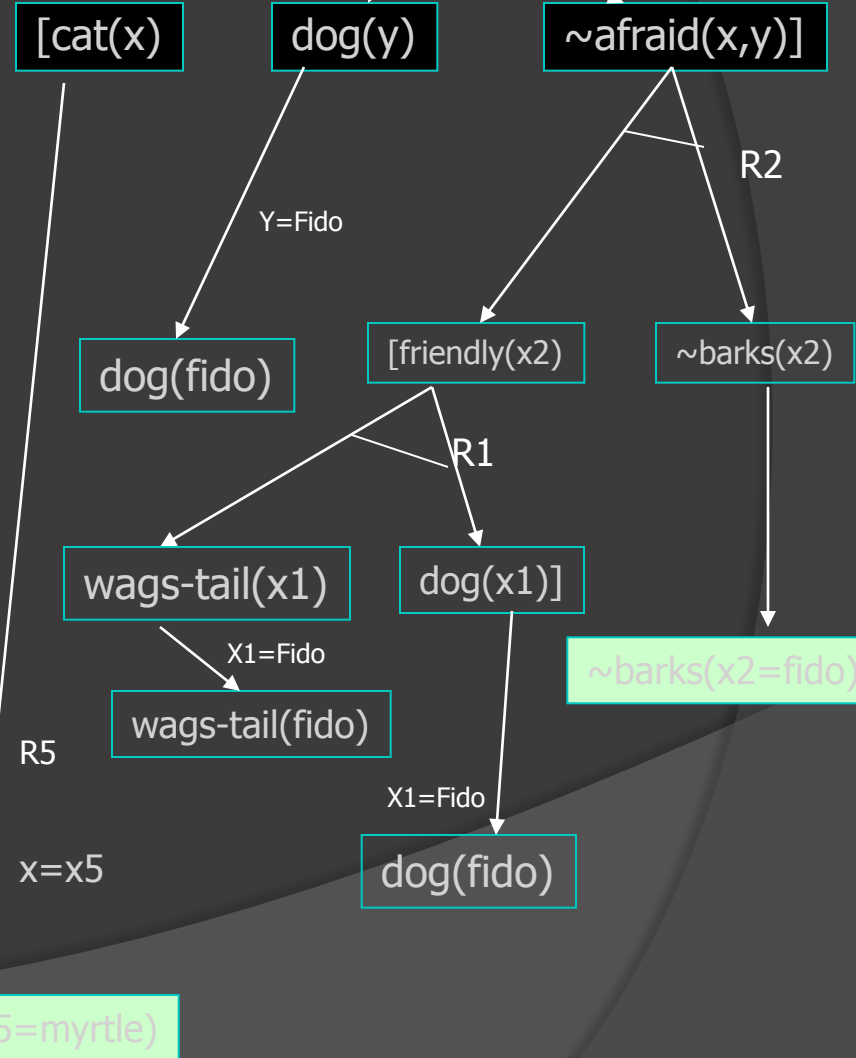 [cat(x)
dog(y)
~afraid(x,y)]
R2
Y=Fido
dog(fido)
[friendly(x2)
~barks(x2)
R1
wags-tail(x1)
dog(x1)]
X1=Fido
~barks(x2=fido)
wags-tail(fido)
R5
X1=Fido
x=x5
dog(fido)
5=myrtle)